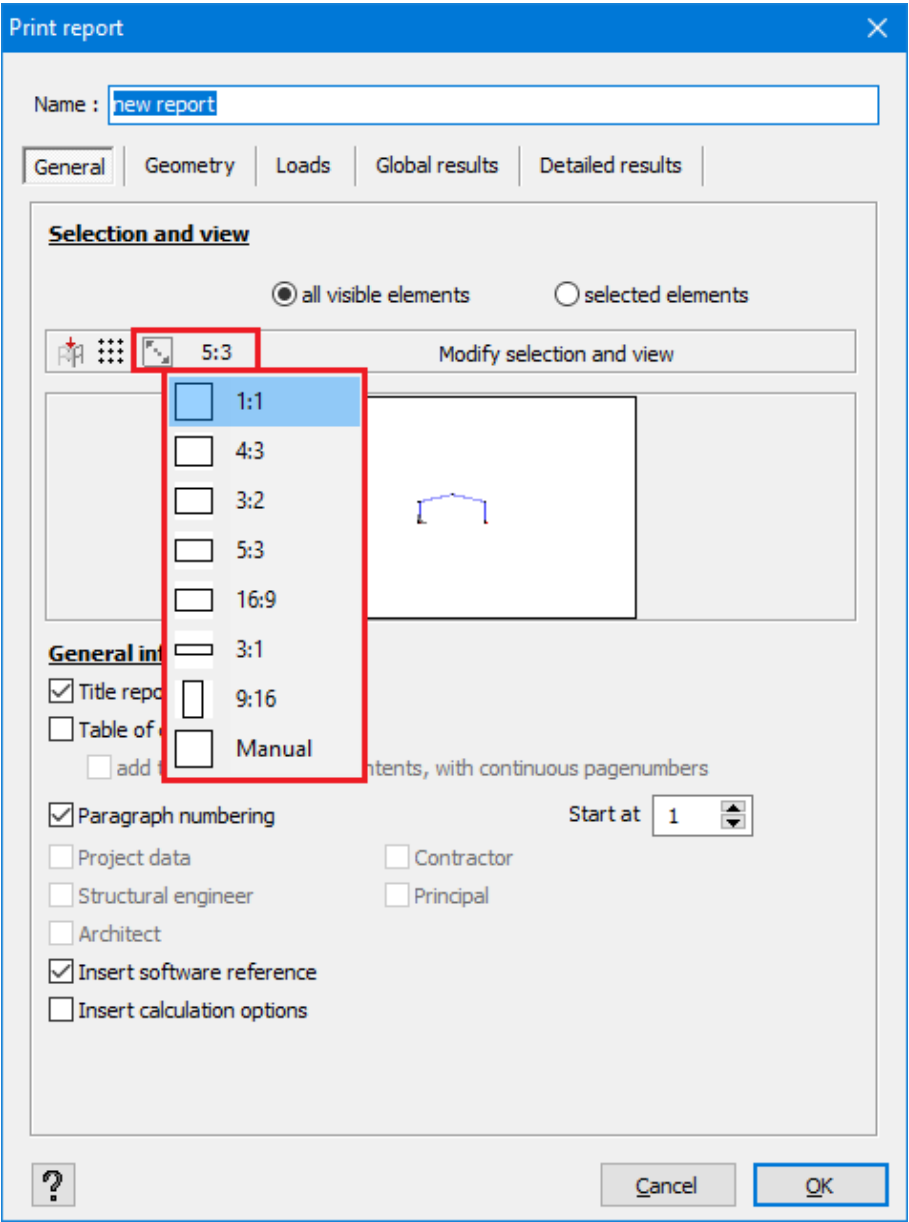 Print report
Name : new report
General Geometry Loads Global results Detailed results
Selection and view
all visible elements selected elements
5:3 Modify selection and view
1:1
4:3
3:2
5:3
16:9
3:1
9:16
Manual
General
Title
Table of
add ntents, with continuous pagenumbers
Paragraph numbering Start at 1
Project data Contractor
Structural engineer Principal
Architect
Insert software reference
Insert calculation options
? Cancel OK